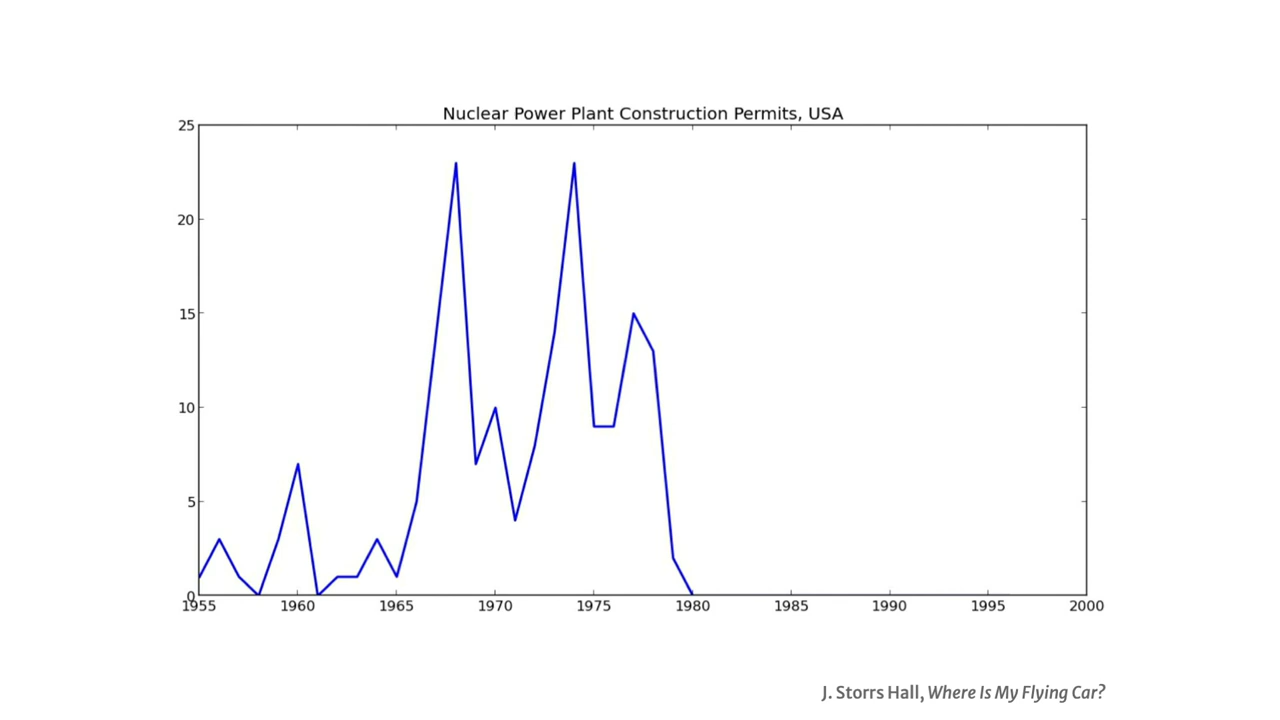 Nuclear Power Plant Construction Permits, USA
25
20
15
10
5
0
1955 1960 1965 1970 1975 1980 1985 1990 1995 2000
J. Storrs Hall, Where Is My Flying Car?